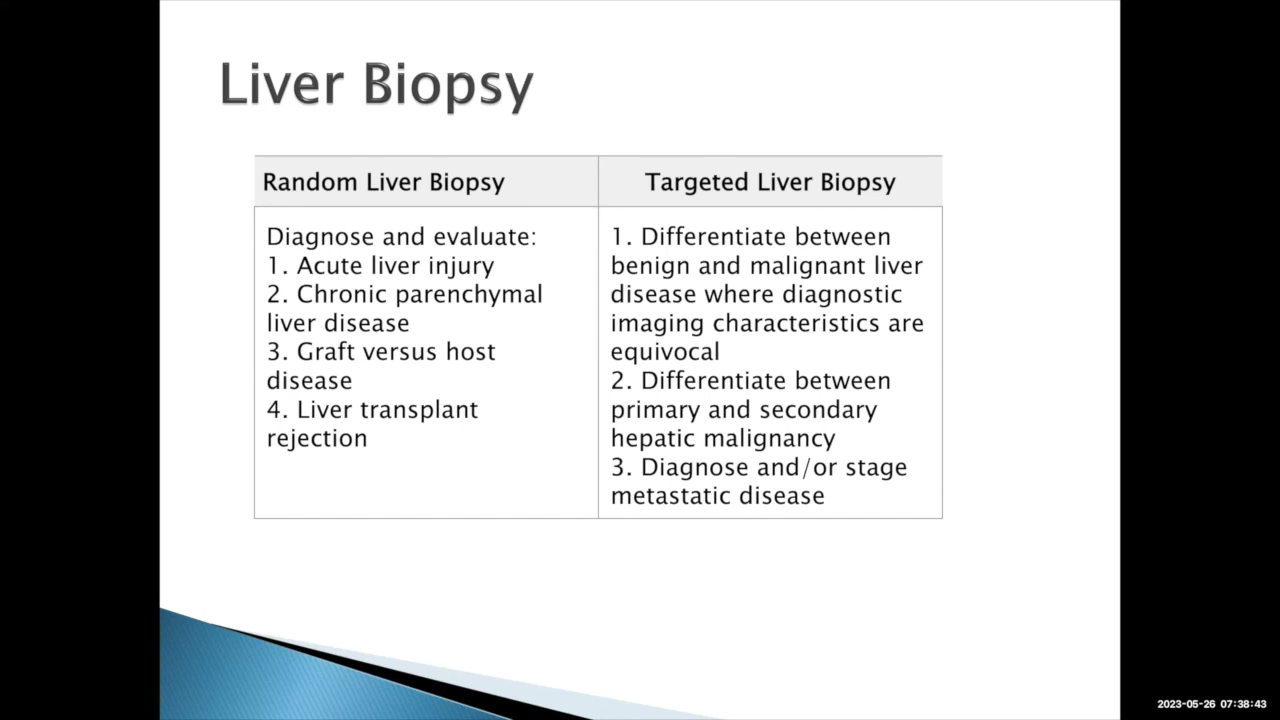 Liver Biopsy
Random Liver Biopsy
Diagnose and evaluate:
1. Acute liver injury
2. Chronic parenchymal
liver disease
3. Graft versus host
disease
4. Liver transplant
rejection
Targeted Liver Biopsy
1. Differentiate between
benign and malignant liver
disease where diagnostic
imaging characteristics are
equivocal
2. Differentiate between
primary and secondary
hepatic malignancy
3. Diagnose and/or stage
metastatic disease
2023-05-26 07:38:43